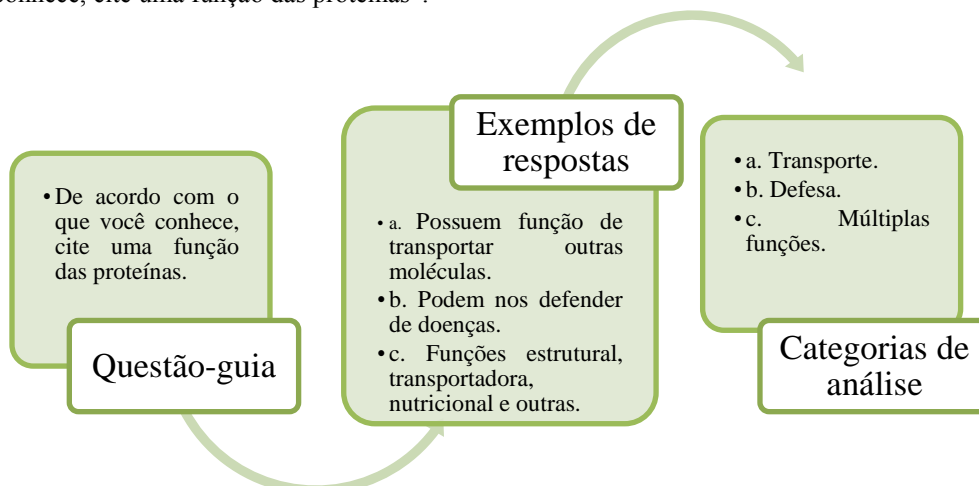 conhece, cite uma função das proteínas".
• De acordo com o
que você conhece,
cite uma função
das proteínas.
Questão-guia
Exemplos de
respostas
• a. Possuem função de
transportar outras
moléculas.
• b. Podem nos defender
de doenças.
• c. Funções estrutural,
transportadora,
nutricional e outras.
• a. Transporte.
• b. Defesa.
• c. Múltiplas
funções.
Categorias de
análise